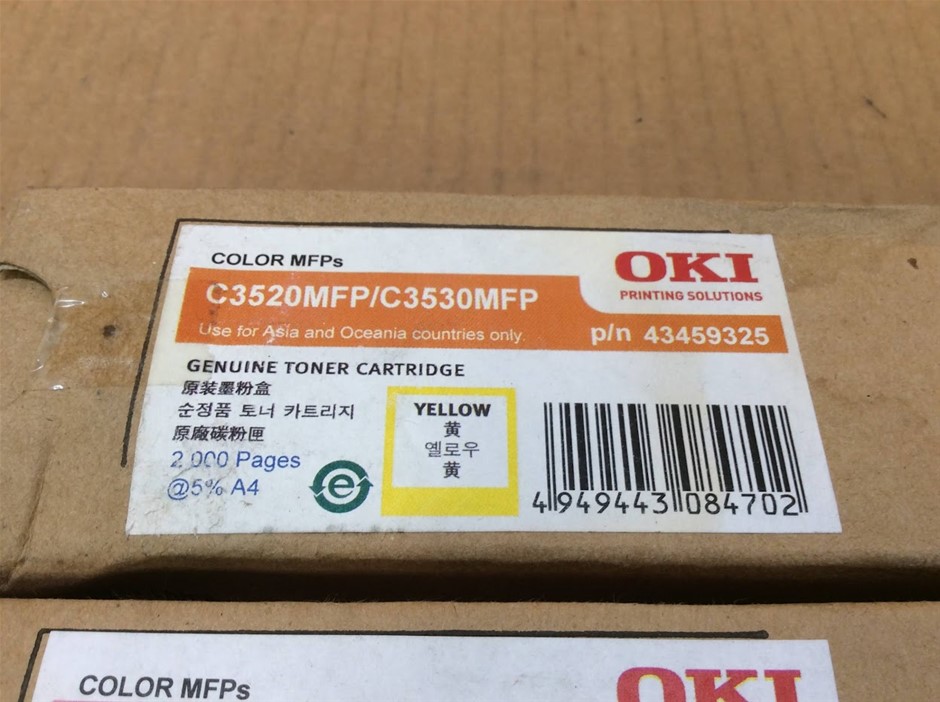 COLOR MFPs
OKI
PRINTING SOLUTIONS
C3520MFP/C3530MFP
Use for Asia and Oceania countries only.
p/n 43459325
GENUINE TONER CARTRIDGE
原装墨粉盒
순정품 토너 카트리지
原廠碳粉匣
2,000 Pages
@5% A4
e
YELLOW
黄
옐로우
黄
4 949443 084702
COLOR MFPs
OKI